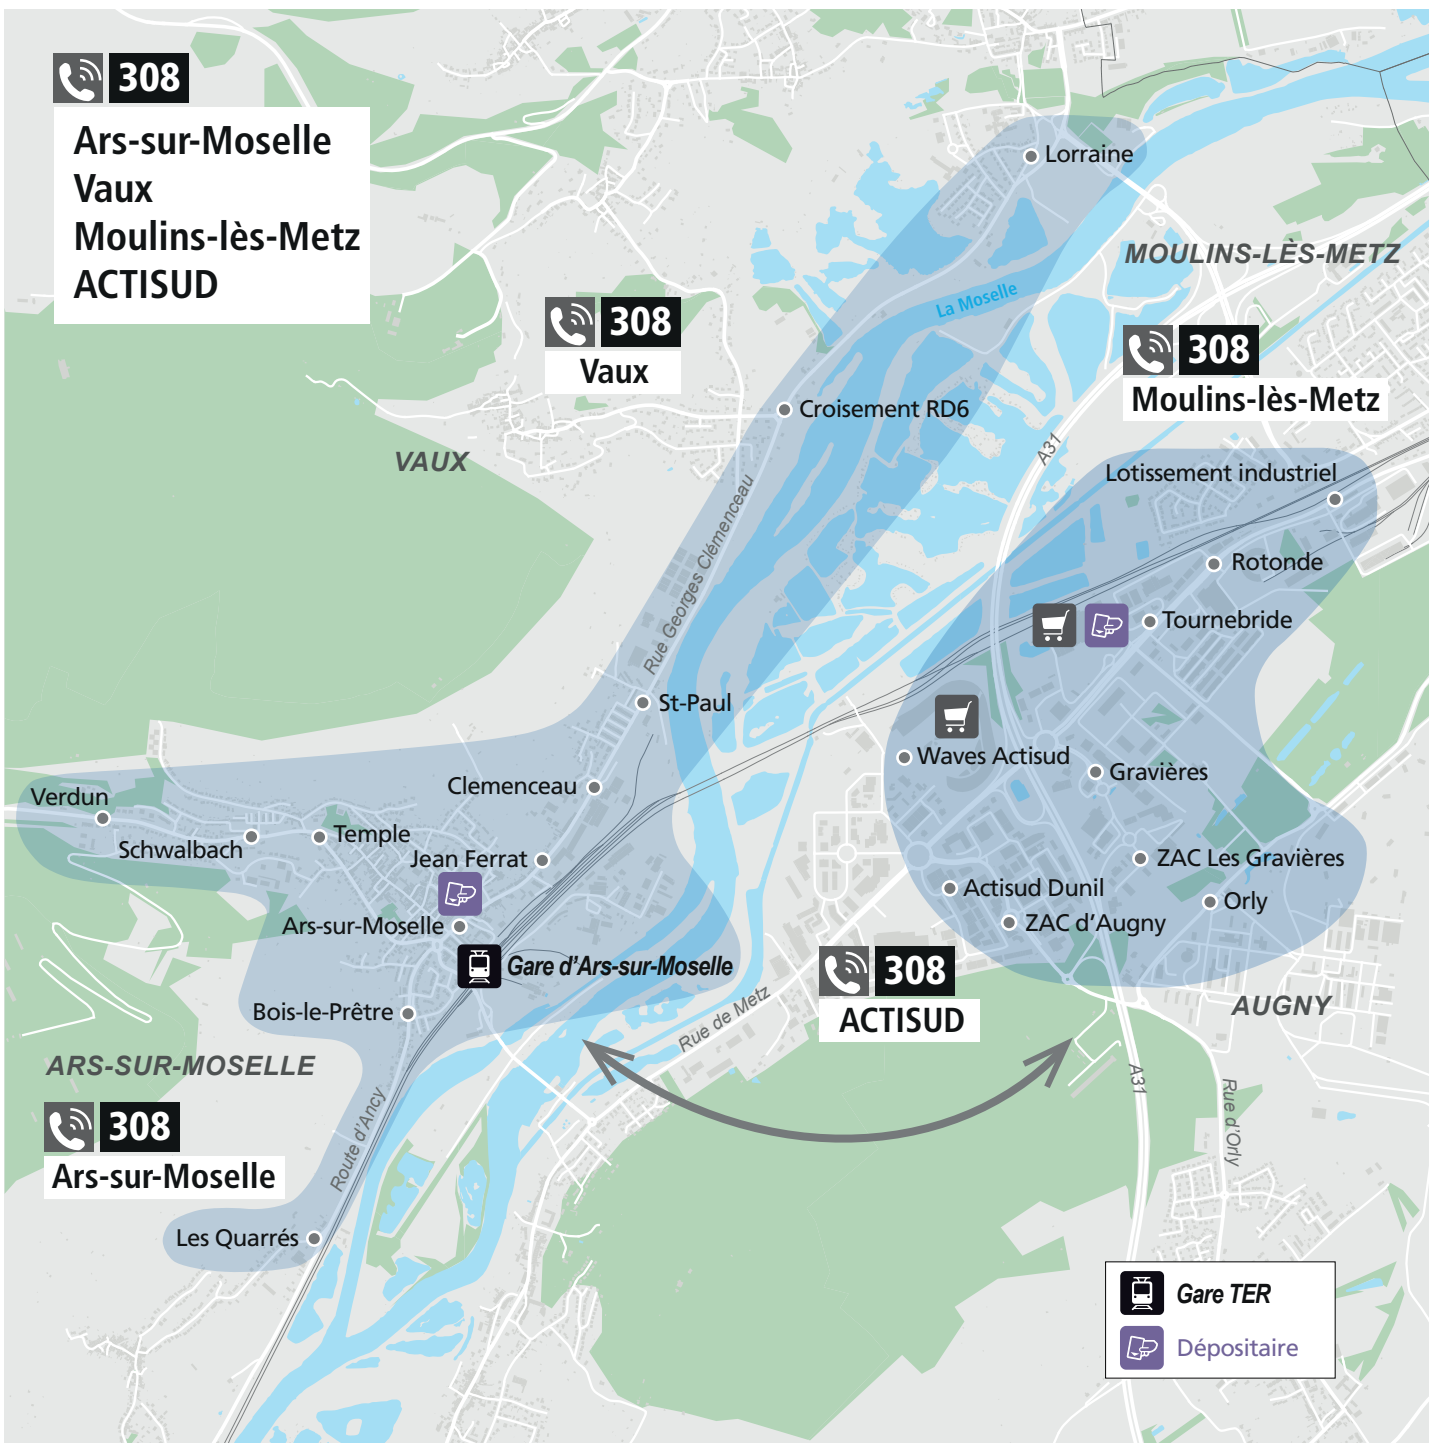 308
Ars-sur-Moselle
Vaux
Moulins-lès-Metz
ACTISUD
Lorraine
MOULINS-LÈS-METZ
La Moselle
308
Vaux
308
Moulins-lès-Metz
Croisement RD6
A31
VAUX
Lotissement industriel
Rue Georges Clémenceau
Rotonde
Tournebride
St-Paul
Waves Actisud
Gravières
Clemenceau
Verdun
Schwalbach
Temple
Jean Ferrat
ZAC Les Gravières
Actisud Dunil
Orly
Ars-sur-Moselle
ZAC d'Augny
Gare d'Ars-sur-Moselle
308
ACTISUD
Bois-le-Prêtre
Rue de Metz
AUGNY
ARS-SUR-MOSELLE
308
Ars-sur-Moselle
Route d'Ancy
A31
Rue d'Orly
Les Quarrés
Gare TER
Dépositaire